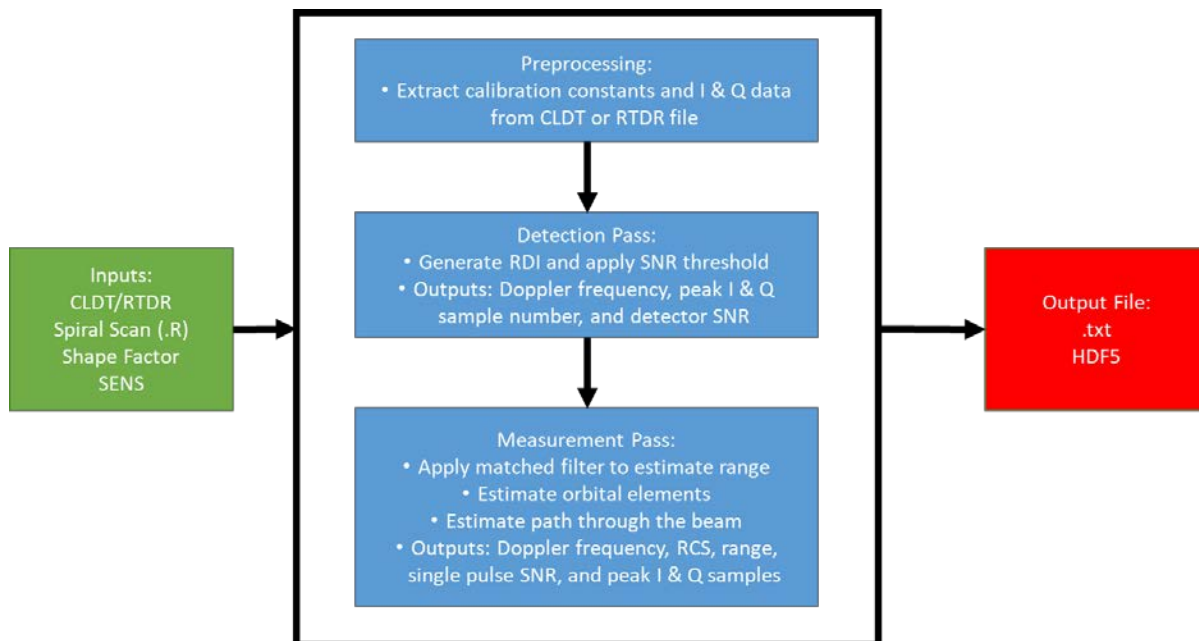 Inputs:
CLDT/RTDR
Spiral Scan (.R)
Shape Factor
SENS
Preprocessing:
• Extract calibration constants and I & Q data
from CLDT or RTDR file
Detection Pass:
• Generate RDI and apply SNR threshold
• Outputs: Doppler frequency, peak I & Q
sample number, and detector SNR
Measurement Pass:
• Apply matched filter to estimate range
• Estimate orbital elements
• Estimate path through the beam
• Outputs: Doppler frequency, RCS, range,
single pulse SNR, and peak I & Q samples
Output File:
.txt
HDF5